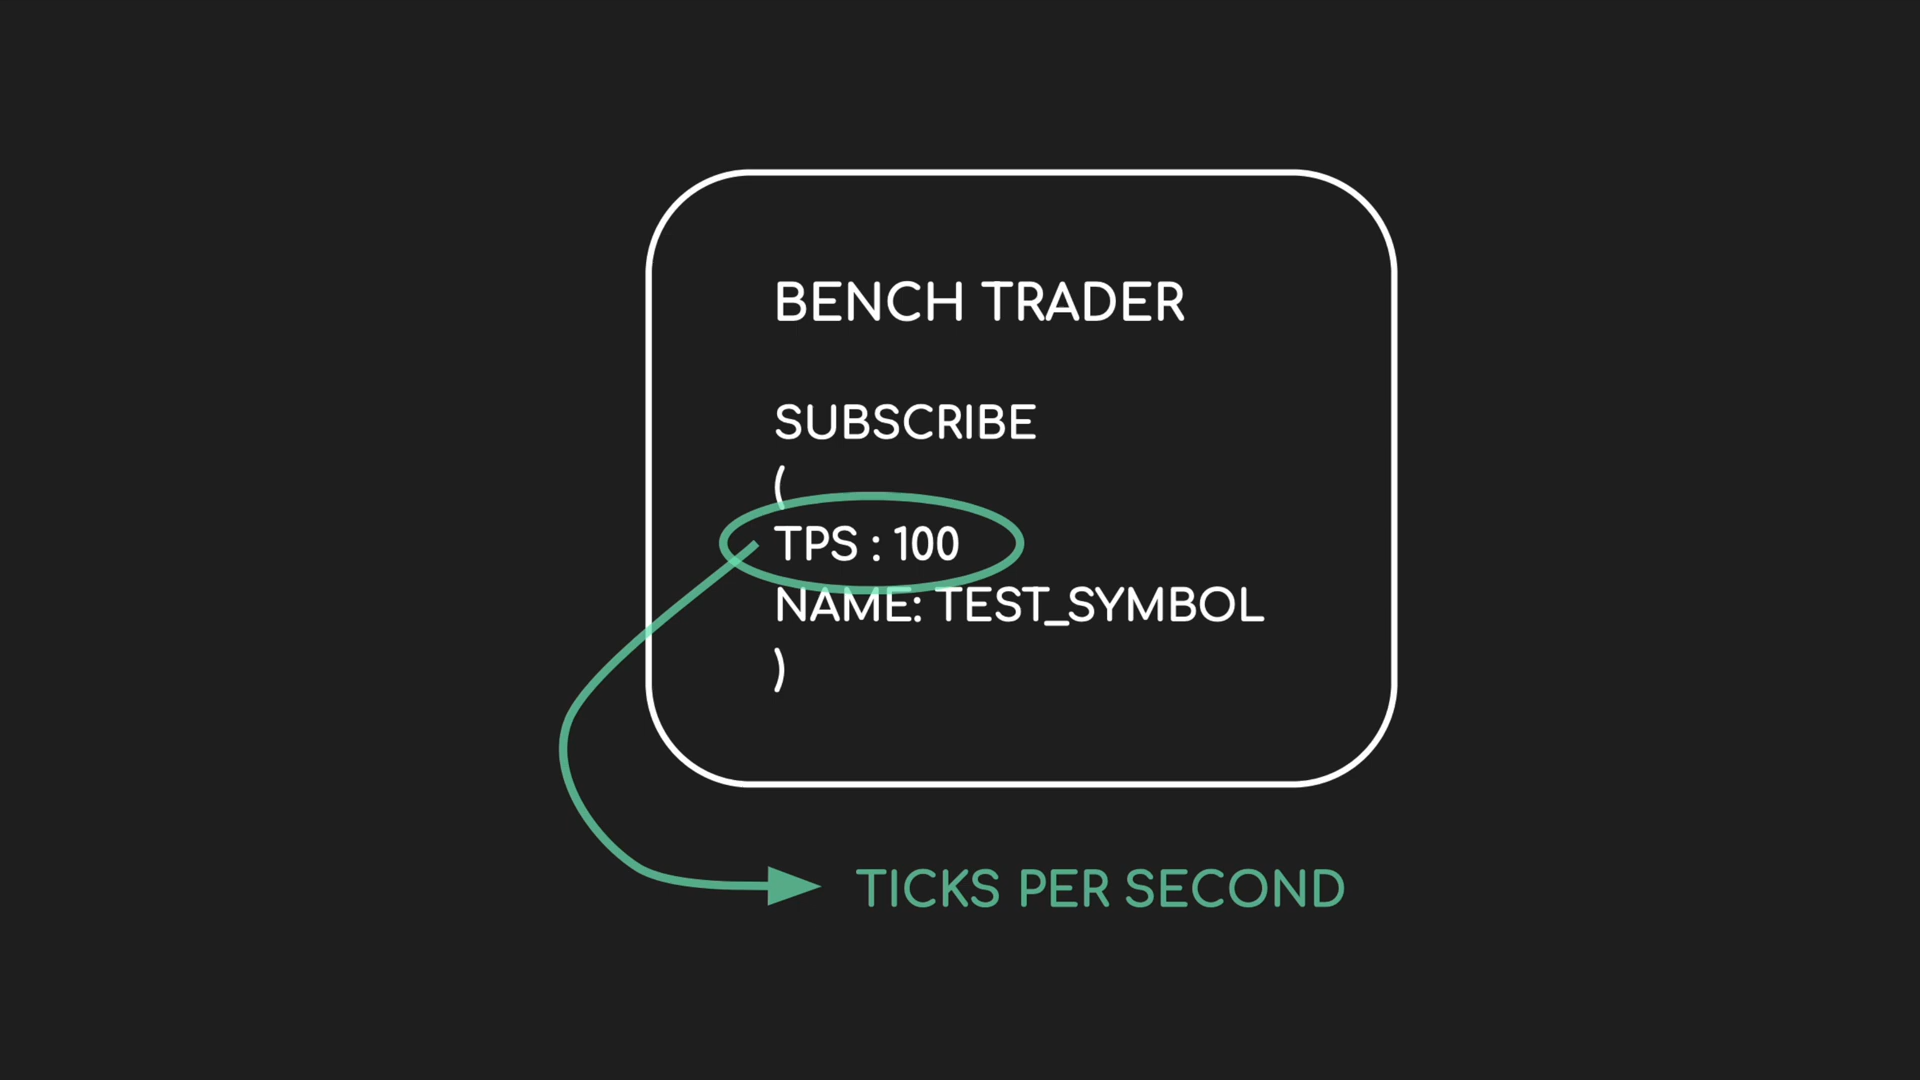 BENCH TRADER
SUBSCRIBE
(
TPS : 100
NAME: TEST_SYMBOL
)
TICKS PER SECOND